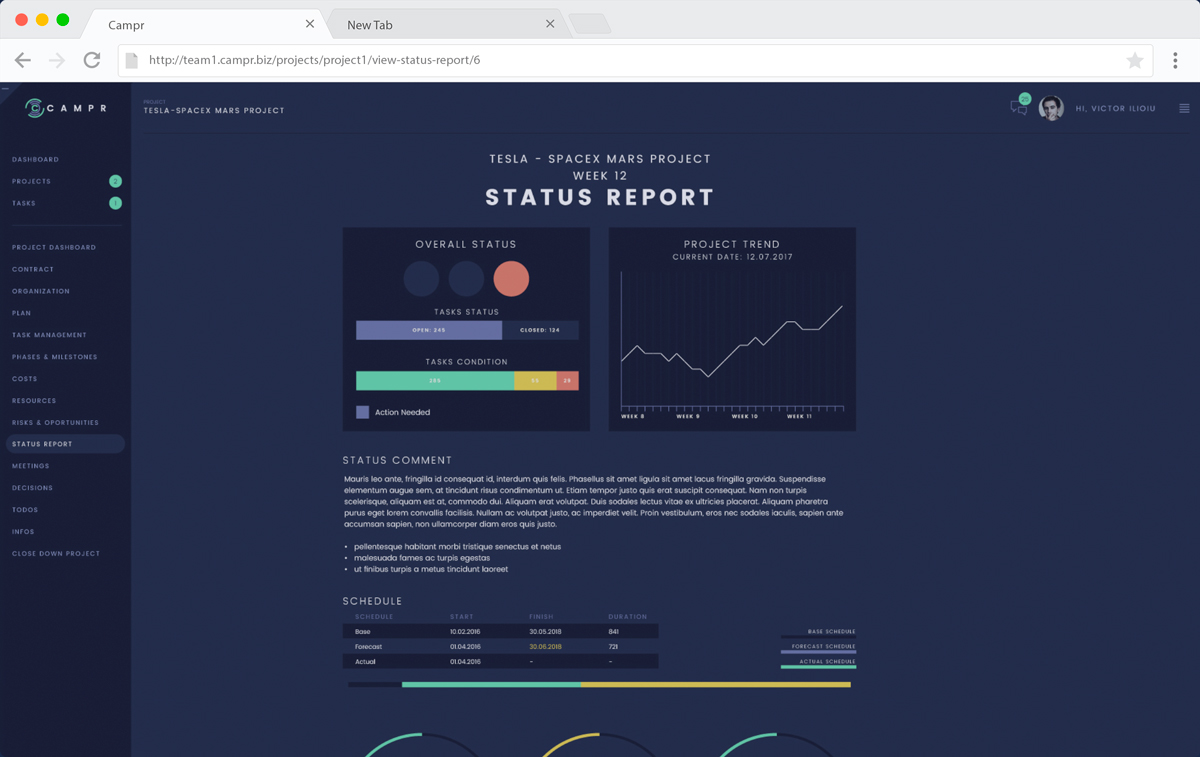 Campr
New Tab
http://team1.campr.biz/projects/project1/view-status-report/6
CAMPR
PROJECT
TESLA-SPACEX MARS PROJECT
25
HI, VICTOR ILIOIU
DASHBOARD
PROJECTS 2
TASKS 1
PROJECT DASHBOARD
CONTRACT
ORGANIZATION
PLAN
TASK MANAGEMENT
PHASES & MILESTONES
COSTS
RESOURCES
RISKS & OPORTUNITIES
STATUS REPORT
MEETINGS
DECISIONS
TODOS
INFOS
CLOSE DOWN PROJECT
TESLA - SPACEX MARS PROJECT
WEEK 12
STATUS REPORT
OVERALL STATUS
TASKS STATUS
OPEN: 245 CLOSED: 124
TASKS CONDITION
29
Action Needed
PROJECT TREND
CURRENT DATE: 12.07.2017
WEEK 8 WEEK 9 WEEK 10 WEEK 11
STATUS COMMENT
Mauris leo ante, fringilla id consequat id, interdum quis felis. Phasellus sit amet ligula sit amet lacus fringilla gravida. Suspendisse
elementum augue sem, at tincidunt risus condimentum ut. Etiam tempor justo quis erat suscipit consequat. Nam non turpis
scelerisque, aliquam est at, commodo dui. Aliquam erat volutpat. Duis sodales lectus vitae ex ultricies placerat. Aliquam pharetra
purus eget lorem convallis facilisis. Nullam ac volutpat justo, ac imperdiet velit. Proin vestibulum, eros nec sodales iaculis, sapien ante
accumsan sapien, non ullamcorper diam eros quis justo.
• pellentesque habitant morbi tristique senectus et netus
• malesuada fames ac turpis egestas
• ut finibus turpis a metus tincidunt laoreet
SCHEDULE
SCHEDULE START FINISH DURATION
Base 10.02.2016 30.05.2018 841
Forecast 01.04.2016 30.06.2018 721
Actual 01.04.2016 - -
BASE SCHEDULE
FORECAST SCHEDULE
ACTUAL SCHEDULE